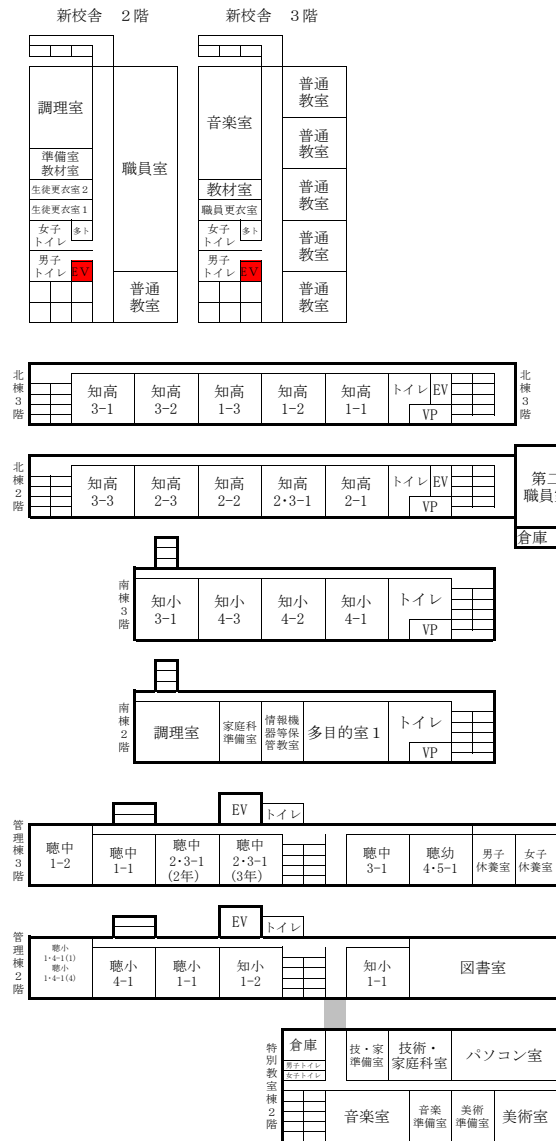 新校舎 2階
新校舎 3階
調理室
準備室
教材室
生徒更衣室2
生徒更衣室1
女子
トイレ
多ト
男子
トイレ
EV
職員室
普通
教室
音楽室
教材室
職員更衣室
女子
トイレ
多ト
男子
トイレ
EV
普通
教室
普通
教室
普通
教室
普通
教室
普通
教室
北棟3階
知高
3-1
知高
3-2
知高
1-3
知高
1-2
知高
1-1
トイレ
EV
VP
北棟3階
北棟2階
知高
3-3
知高
2-3
知高
2-2
知高
2・3-1
知高
2-1
トイレ
EV
VP
第二
職員
倉庫
南棟3階
知小
3-1
知小
4-3
知小
4-2
知小
4-1
トイレ
VP
南棟2階
調理室
家庭科
準備室
情報機
器等保
管教室
多目的室1
トイレ
VP
管理棟3階
EV
トイレ
聴中
1-2
聴中
1-1
聴中
2・3-1
(2年)
聴中
2・3-1
(3年)
聴中
3-1
聴幼
4・5-1
男子
休養室
女子
休養室
管理棟2階
EV
トイレ
聴小
1・4-1(1)
聴小
1・4-1(4)
聴小
4-1
聴小
1-1
知小
1-2
知小
1-1
図書室
特別教室棟2階
倉庫
男子トイレ
女子トイレ
技・家
準備室
技術・
家庭科室
パソコン室
音楽室
音楽
準備室
美術
準備室
美術室